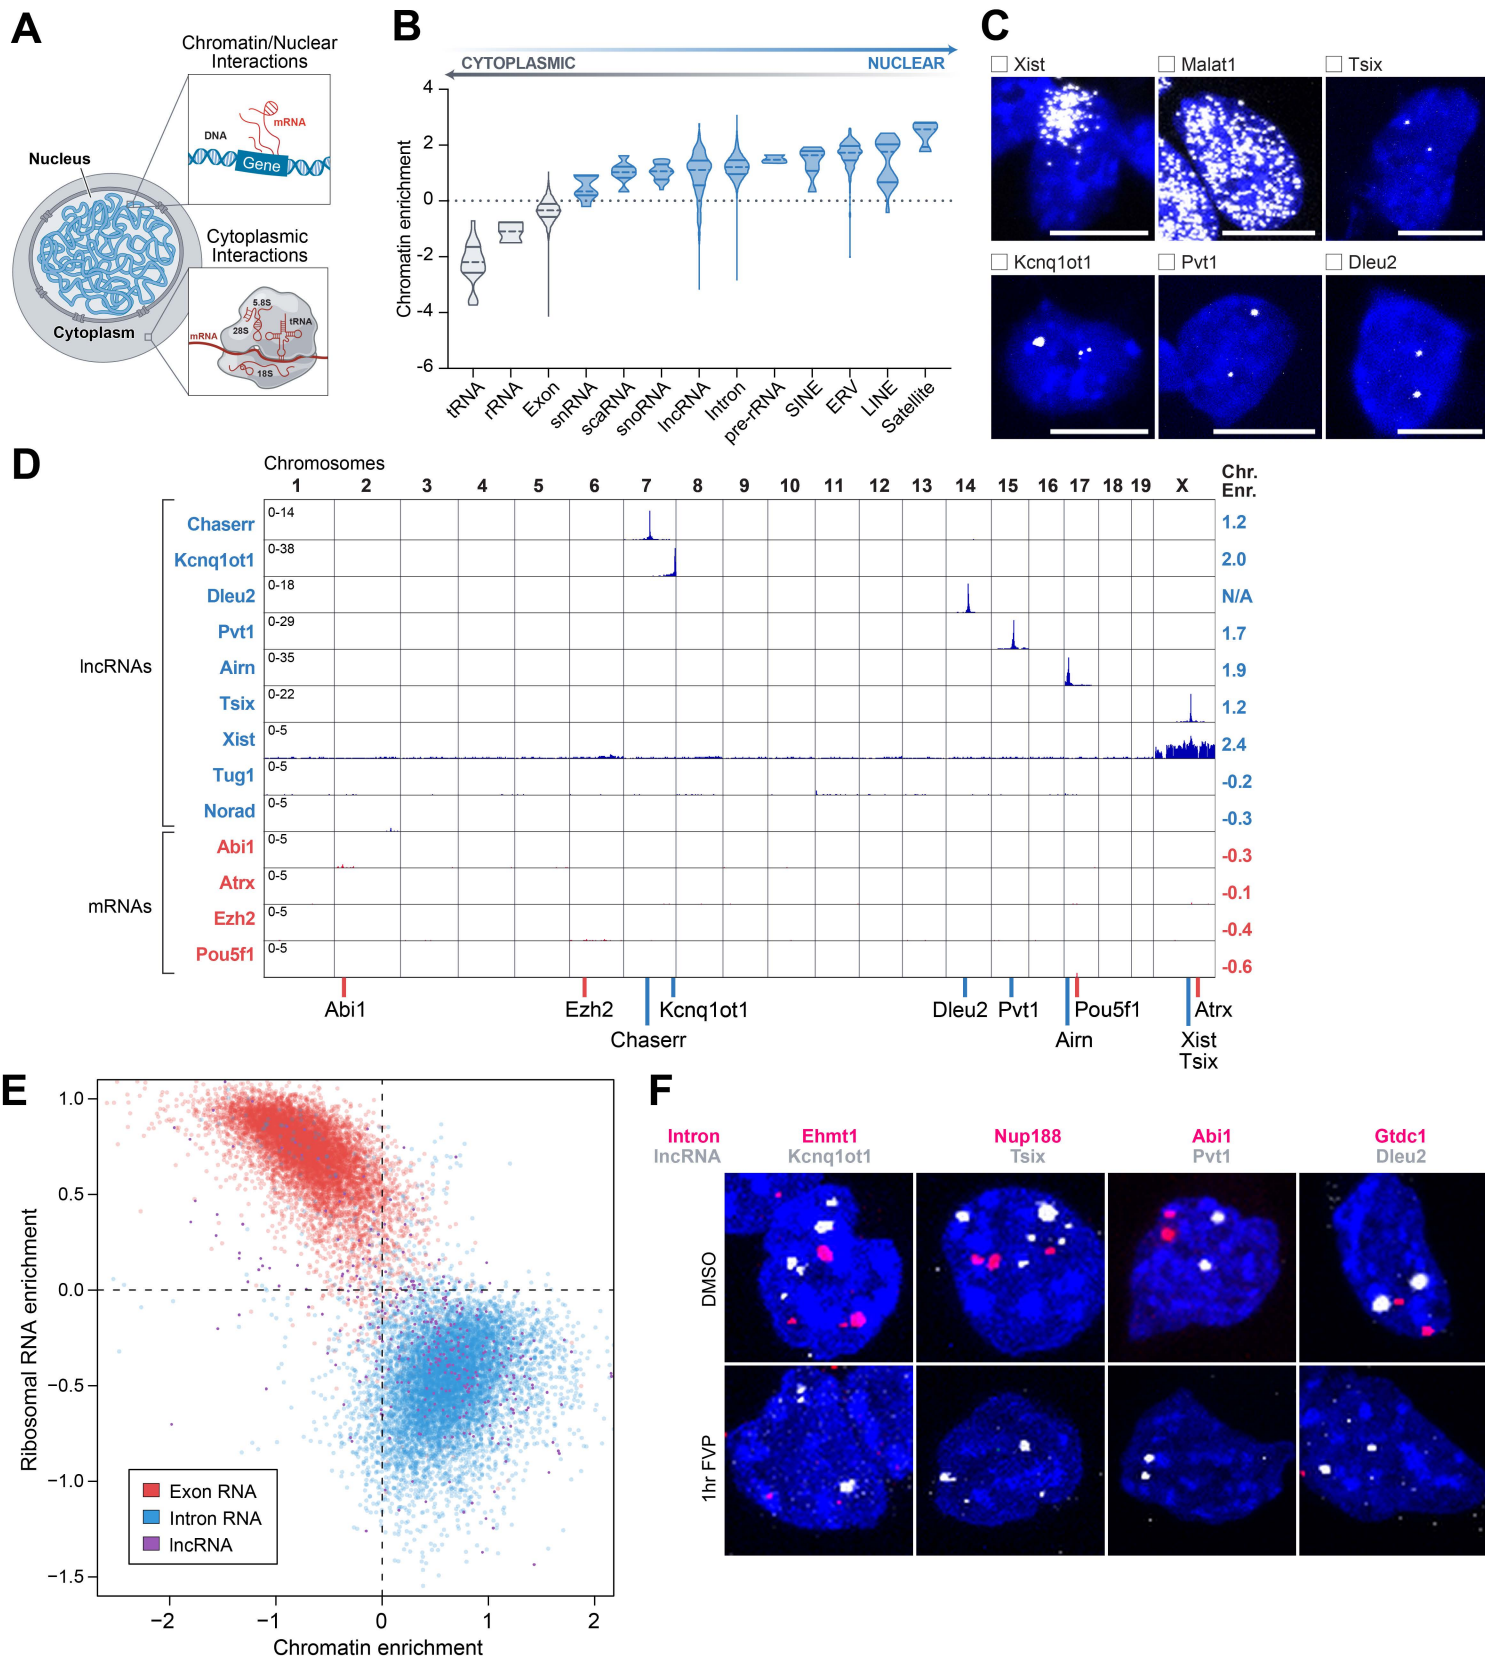 A
Chromatin/Nuclear
Interactions
DNA
mRNA
Gene
Nucleus
Cytoplasmic
Interactions
Cytoplasm
5.8S
28S
tRNA
mRNA
18S
B
CYTOPLASMIC
NUCLEAR
Chromatin enrichment
4
2
0
-2
-4
-6
tRNA
rRNA
Exon
snRNA
scaRNA
snoRNA
lncRNA
Intron
pre-rRNA
SINE
ERV
LINE
Satellite
C
Xist
Malat1
Tsix
Kcnq1ot1
Pvt1
Dleu2
D
Chromosomes
1 2 3 4 5 6 7 8 9 10 11 12 13 14 15 16 17 18 19 X
Chr.
Enr.
lncRNAs
Chaserr 0-14 1.2
Kcnq1ot1 0-38 2.0
Dleu2 0-18 N/A
Pvt1 0-29 1.7
Airn 0-35 1.9
Tsix 0-22 1.2
Xist 0-5 2.4
Tug1 0-5 -0.2
Norad 0-5 -0.3
mRNAs
Abi1 0-5 -0.3
Atrx 0-5 -0.1
Ezh2 0-5 -0.4
Pou5f1 0-5 -0.6
Abi1 Ezh2 Kcnq1ot1 Dleu2 Pvt1 Pou5f1 Atrx
Chaserr Airn Xist
Tsix
E
Ribosomal RNA enrichment
1.0
0.5
0.0
−0.5
−1.0
−1.5
Exon RNA
Intron RNA
lncRNA
−2 −1 0 1 2
Chromatin enrichment
F
Intron Ehmt1 Nup188 Abi1 Gtdc1
lncRNA Kcnq1ot1 Tsix Pvt1 Dleu2
DMSO
1hr FVP